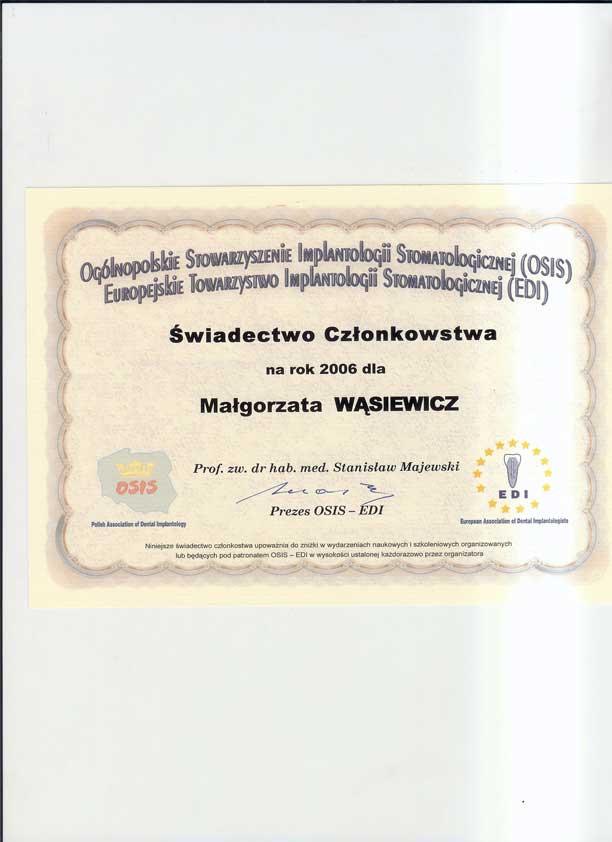 Ogólnopolskie Stowarzyszenie Implantologii Stomatologicznej (OSIS)
Europejskie Towarzystwo Implantologii Stomatologicznej (EDI)
Świadectwo Członkowstwa
na rok 2006 dla
Małgorzata WĄSIEWICZ
Prof. zw. dr hab. med. Stanisław Majewski
Prezes OSIS – EDI
OSIS
Polish Association of Dental Implantology
EDI
European Association of Dental Implantologists
Niniejsze świadectwo członkostwa upoważnia do zniżki w wydarzeniach naukowych i szkoleniowych organizowanych
lub będących pod patronatem OSIS – EDI w wysokości ustalonej każdorazowo przez organizatora